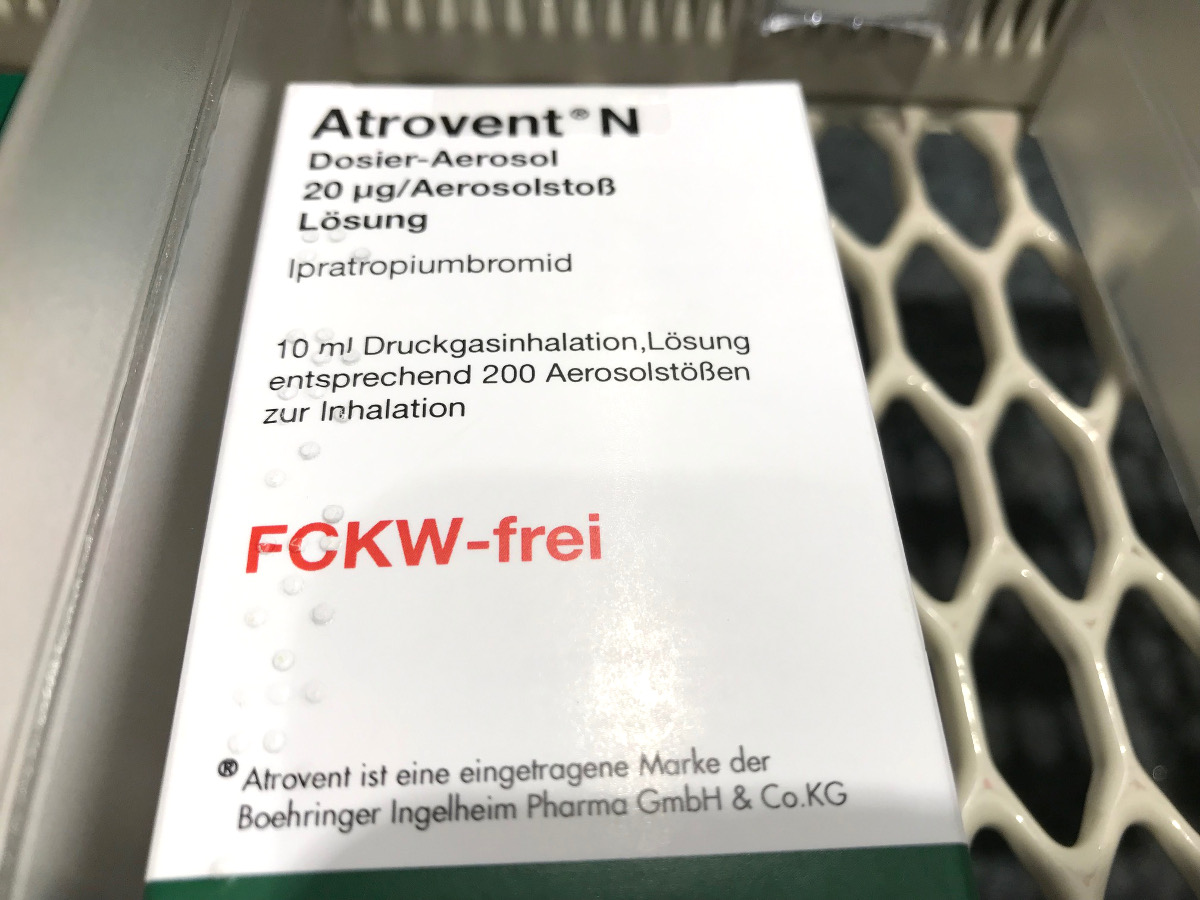 Atrovent® N
Dosier-Aerosol
20 µg/Aerosolstoß
Lösung
Ipratropiumbromid
10 ml Druckgasinhalation,Lösung
entsprechend 200 Aerosolstößen
zur Inhalation
FCKW-frei
® Atrovent ist eine eingetragene Marke der
Boehringer Ingelheim Pharma GmbH & Co.KG